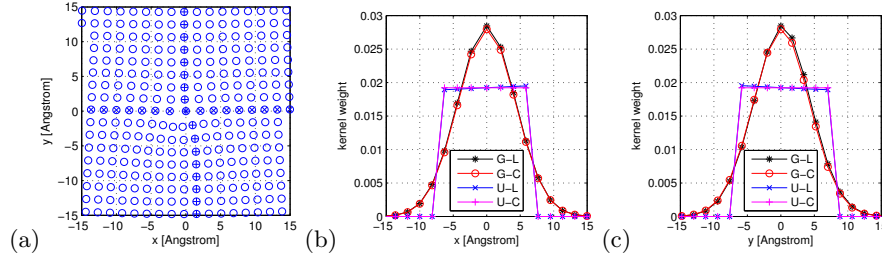 (a)
y [Angstrom]
15
10
5
0
−5
−10
−15
−15 −10 −5 0 5 10 15
x [Angstrom]
(b)
kernel weight
0.03
0.025
0.02
0.015
0.01
0.005
0
−15 −10 −5 0 5 10 15
x [Angstrom]
G−L
G−C
U−L
U−C
(c)
kernel weight
0.03
0.025
0.02
0.015
0.01
0.005
0
−15 −10 −5 0 5 10 15
y [Angstrom]
G−L
G−C
U−L
U−C